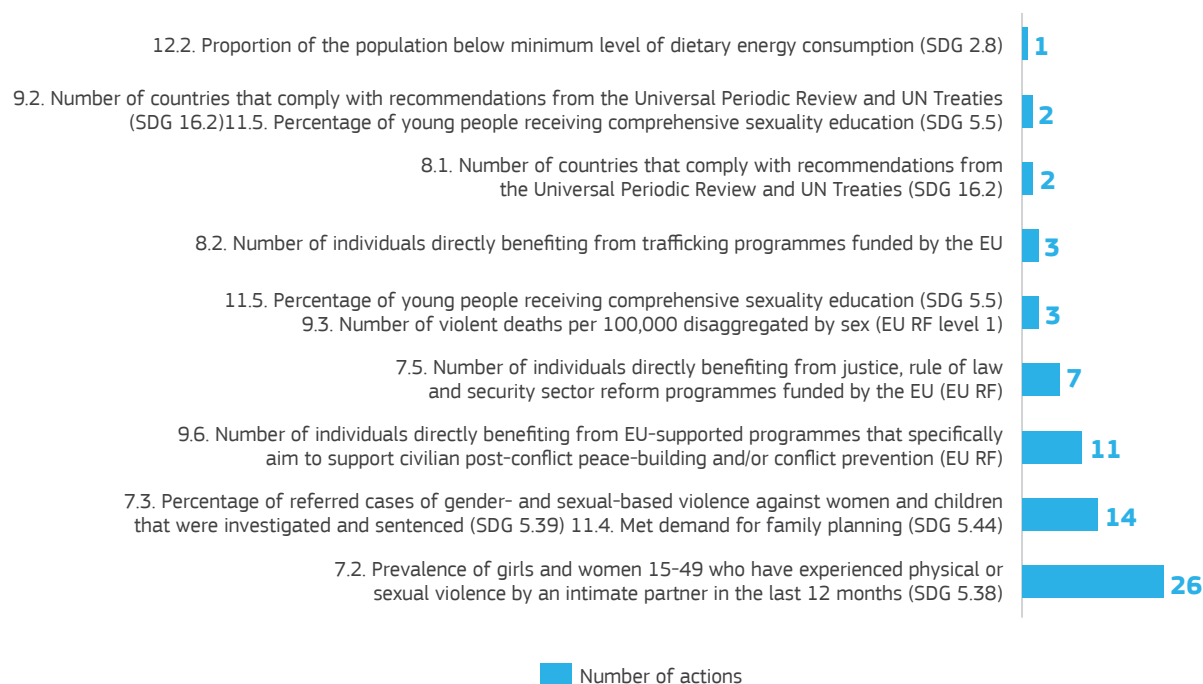 12.2. Proportion of the population below minimum level of dietary energy consumption (SDG 2.8)
1
9.2. Number of countries that comply with recommendations from the Universal Periodic Review and UN Treaties
(SDG 16.2)11.5. Percentage of young people receiving comprehensive sexuality education (SDG 5.5)
2
8.1. Number of countries that comply with recommendations from
the Universal Periodic Review and UN Treaties (SDG 16.2)
2
8.2. Number of individuals directly benefiting from trafficking programmes funded by the EU
3
11.5. Percentage of young people receiving comprehensive sexuality education (SDG 5.5)
9.3. Number of violent deaths per 100,000 disaggregated by sex (EU RF level 1)
3
7.5. Number of individuals directly benefiting from justice, rule of law
and security sector reform programmes funded by the EU (EU RF)
7
9.6. Number of individuals directly benefiting from EU-supported programmes that specifically
aim to support civilian post-conflict peace-building and/or conflict prevention (EU RF)
11
7.3. Percentage of referred cases of gender- and sexual-based violence against women and children
that were investigated and sentenced (SDG 5.39) 11.4. Met demand for family planning (SDG 5.44)
14
7.2. Prevalence of girls and women 15-49 who have experienced physical or
sexual violence by an intimate partner in the last 12 months (SDG 5.38)
26
Number of actions